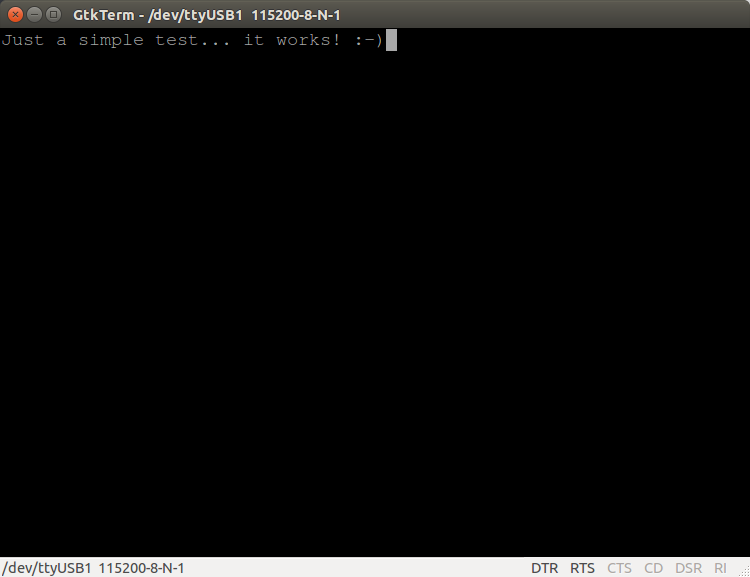 GtkTerm - /dev/ttyUSB1 115200-8-N-1
Just a simple test... it works! :-)
/dev/ttyUSB1 115200-8-N-1 DTR RTS CTS CD DSR RI